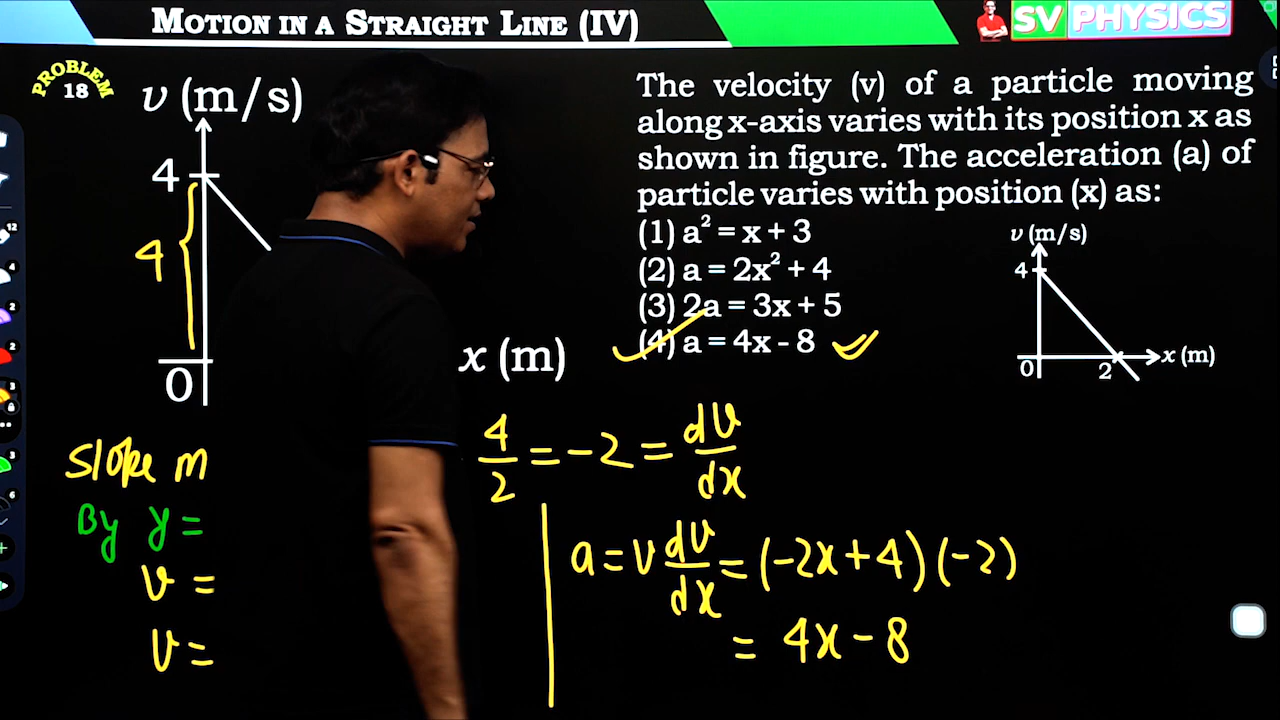 MOTION IN A STRAIGHT LINE (IV)
SV PHYSICS
PROBLEM
18
υ (m/s)
4
4
0
x (m)
The velocity (v) of a particle moving
along x-axis varies with its position x as
shown in figure. The acceleration (a) of
particle varies with position (x) as:
(1) a² = x + 3
(2) a = 2x² + 4
(3) 2a = 3x + 5
(4) a = 4x - 8
υ (m/s)
4
0
2
x (m)
Slope m
4/2 = -2 = dv/dx
By y =
v =
v =
a = v dv/dx = (-2x + 4) (-2)
= 4x - 8